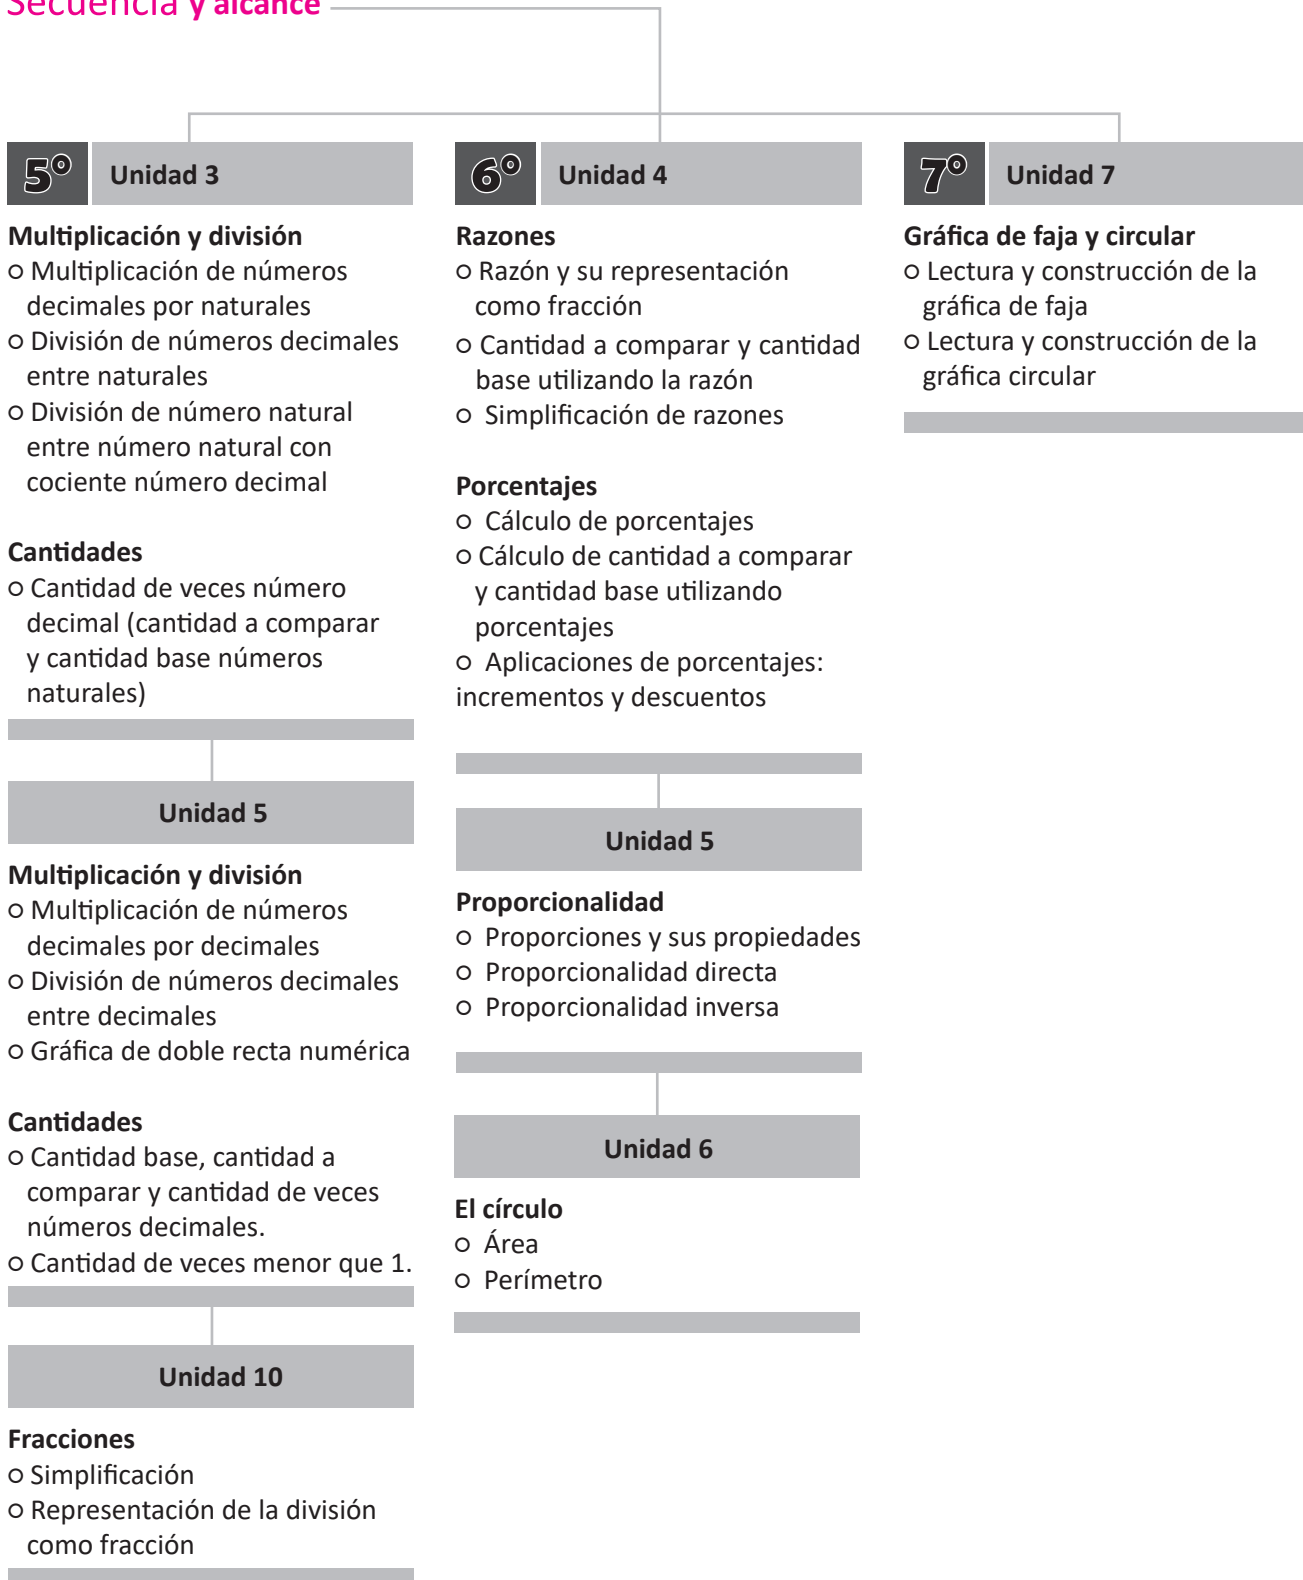 Secuencia y alcance
5º Unidad 3
Multiplicación y división
o Multiplicación de números
decimales por naturales
o División de números decimales
entre naturales
o División de número natural
entre número natural con
cociente número decimal
Cantidades
o Cantidad de veces número
decimal (cantidad a comparar
y cantidad base números
naturales)
Unidad 5
Multiplicación y división
o Multiplicación de números
decimales por decimales
o División de números decimales
entre decimales
o Gráfica de doble recta numérica
Cantidades
o Cantidad base, cantidad a
comparar y cantidad de veces
números decimales.
o Cantidad de veces menor que 1.
Unidad 10
Fracciones
o Simplificación
o Representación de la división
como fracción
6º Unidad 4
Razones
o Razón y su representación
como fracción
o Cantidad a comparar y cantidad
base utilizando la razón
o Simplificación de razones
Porcentajes
o Cálculo de porcentajes
o Cálculo de cantidad a comparar
y cantidad base utilizando
porcentajes
o Aplicaciones de porcentajes:
incrementos y descuentos
Unidad 5
Proporcionalidad
o Proporciones y sus propiedades
o Proporcionalidad directa
o Proporcionalidad inversa
Unidad 6
El círculo
o Área
o Perímetro
7º Unidad 7
Gráfica de faja y circular
o Lectura y construcción de la
gráfica de faja
o Lectura y construcción de la
gráfica circular